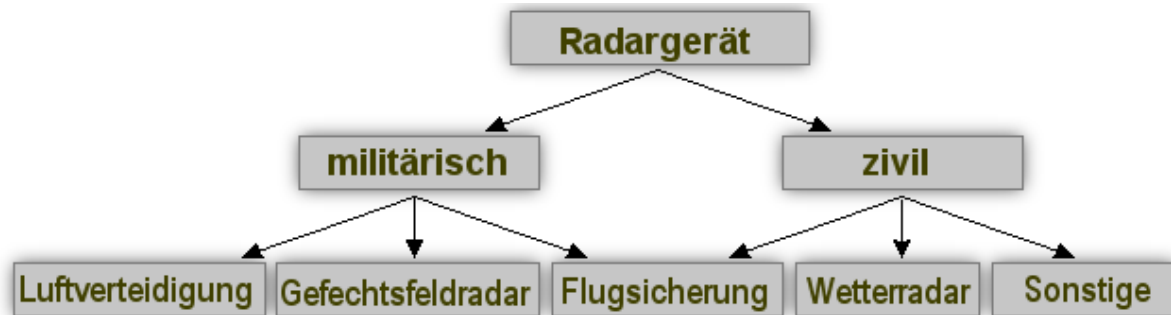 Radargerät
militärisch
zivil
Luftverteidigung
Gefechtsfeldradar
Flugsicherung
Wetterradar
Sonstige